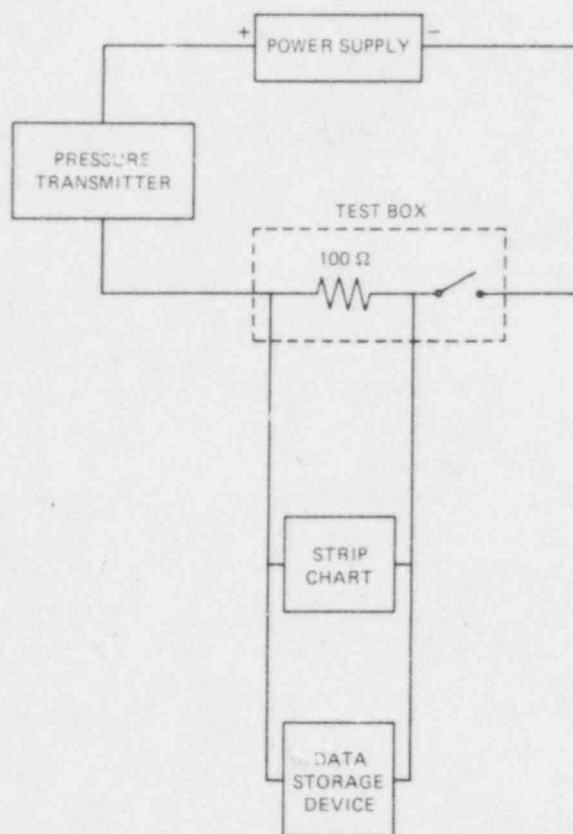 + POWER SUPPLY −
PRESSURE
TRANSMITTER
TEST BOX
100 Ω
STRIP
CHART
DATA
STORAGE
DEVICE